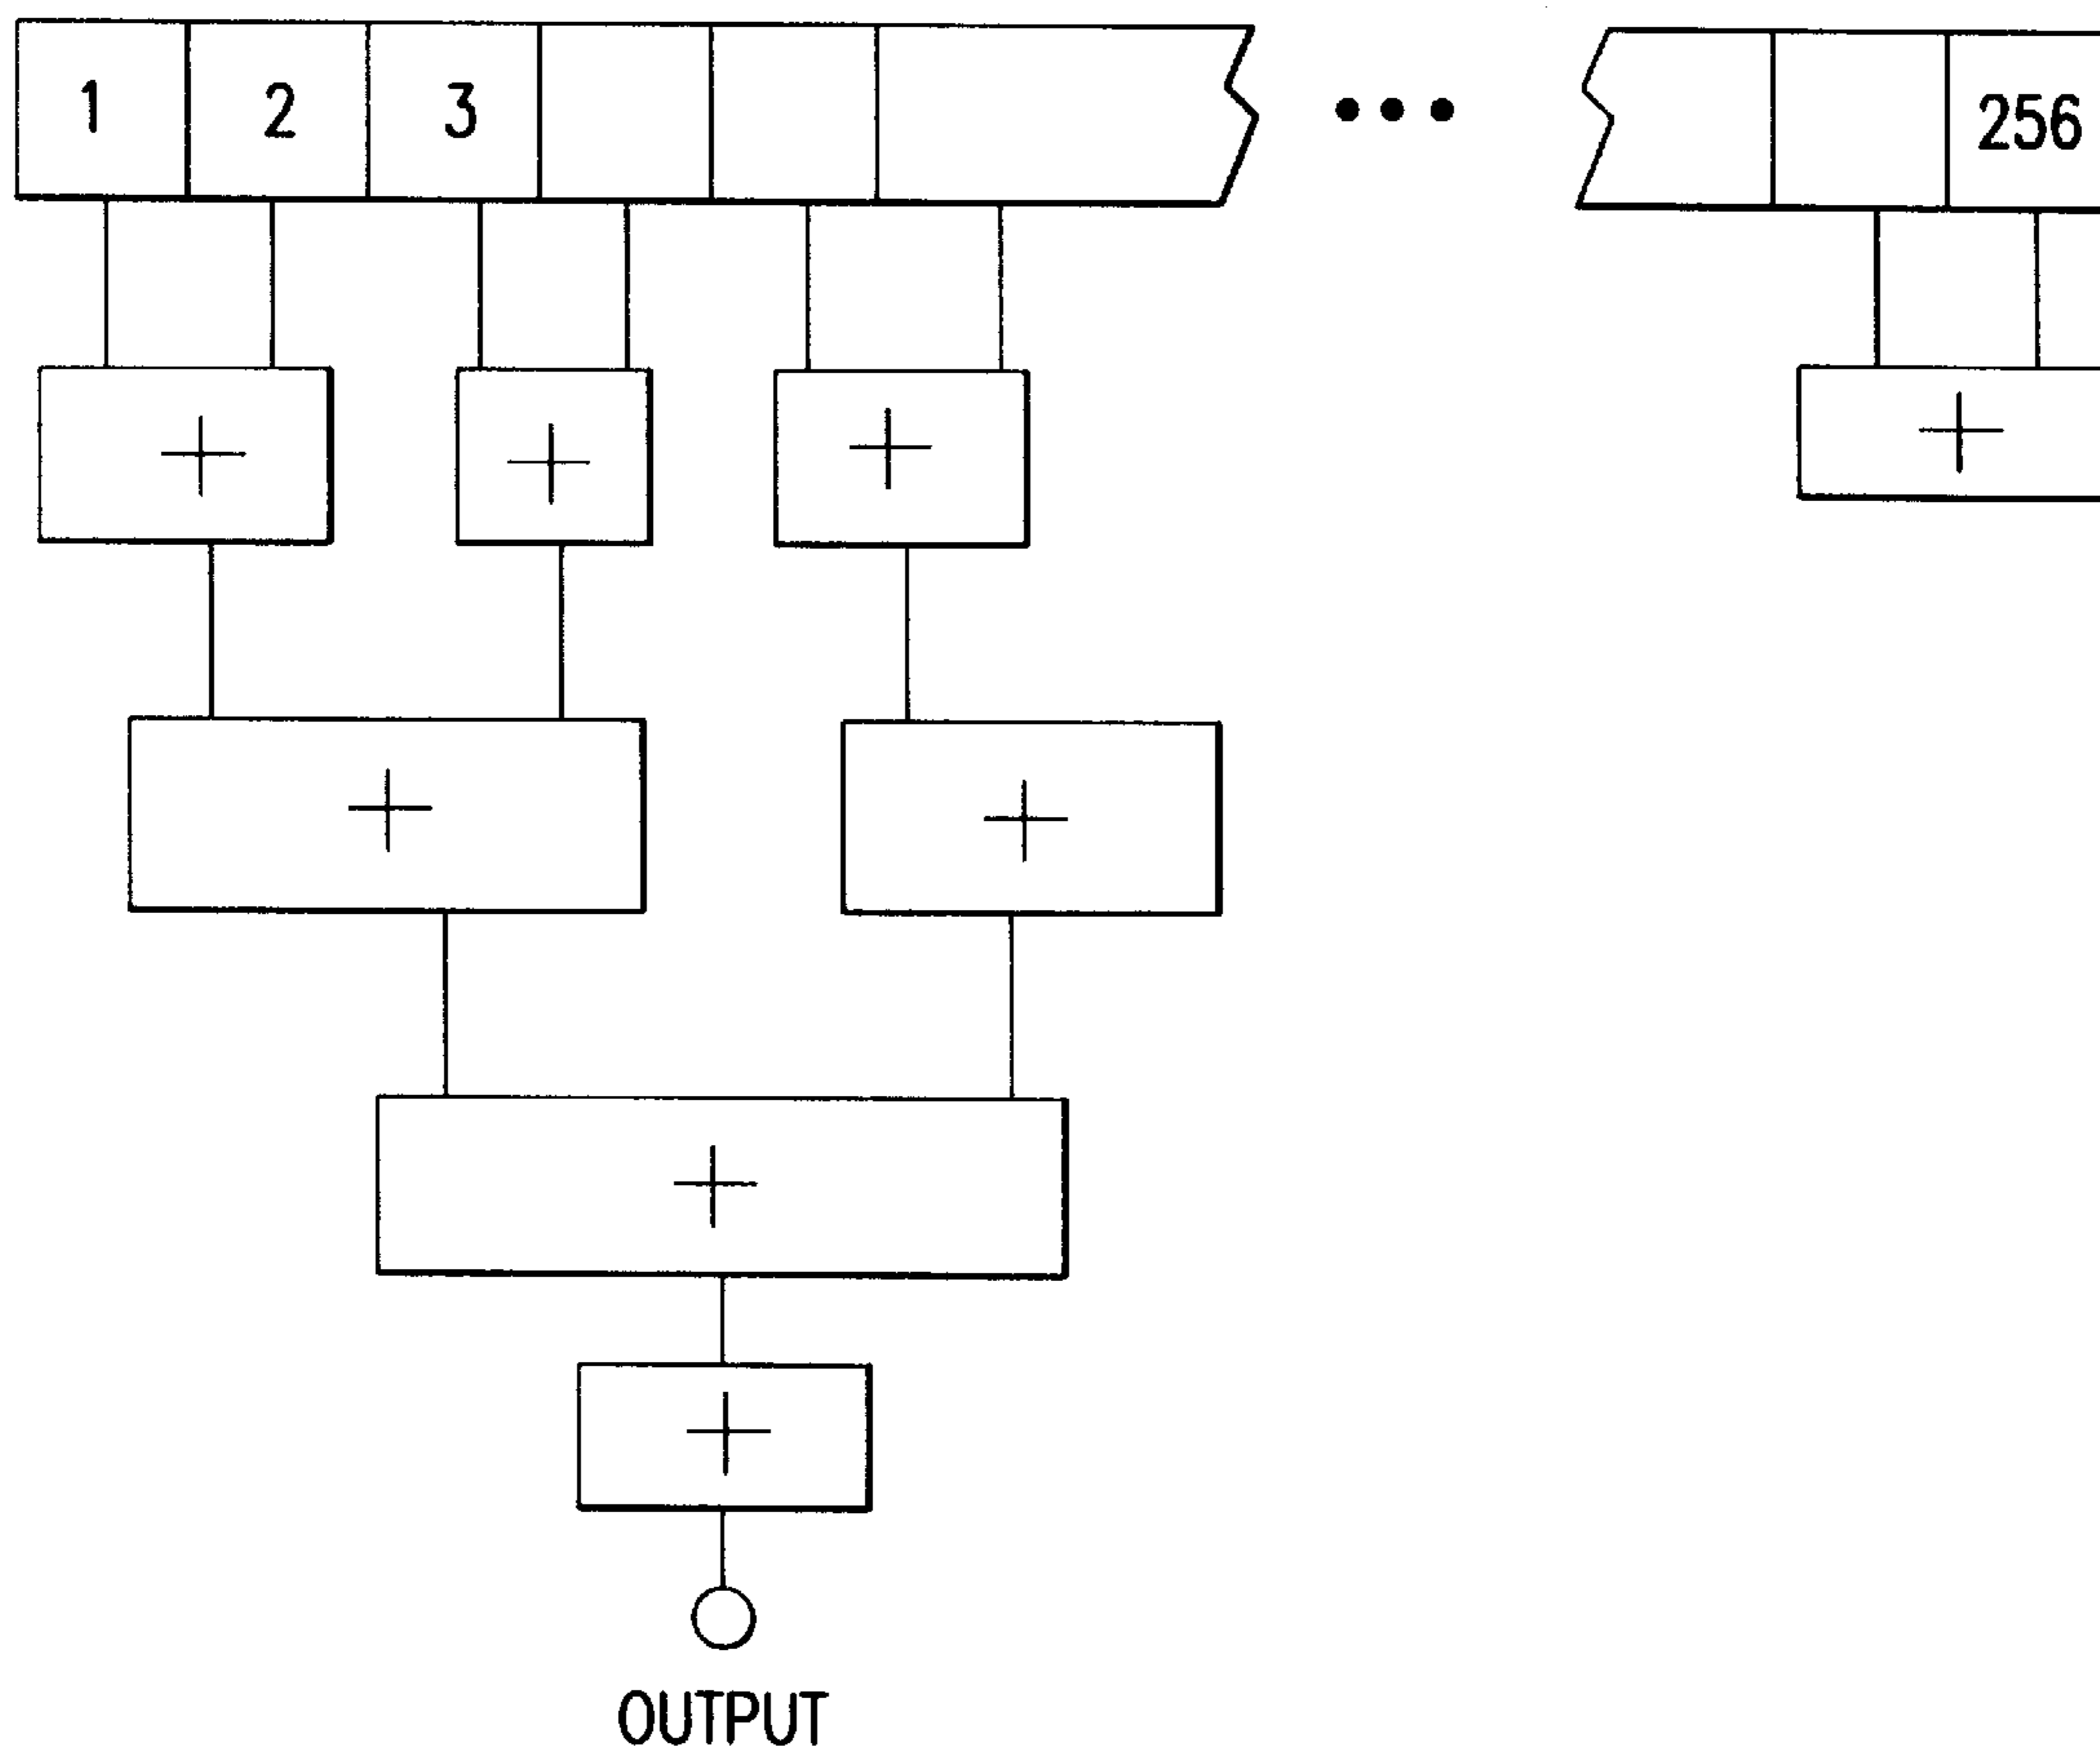 1 2 3 ••• 256
+ + + +
+ +
+
+
OUTPUT